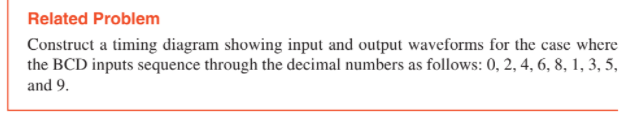 Related Problem
Construct a timing diagram showing input and output waveforms for the case where
the BCD inputs sequence through the decimal numbers as follows: 0, 2, 4, 6, 8, 1, 3, 5,
and 9.